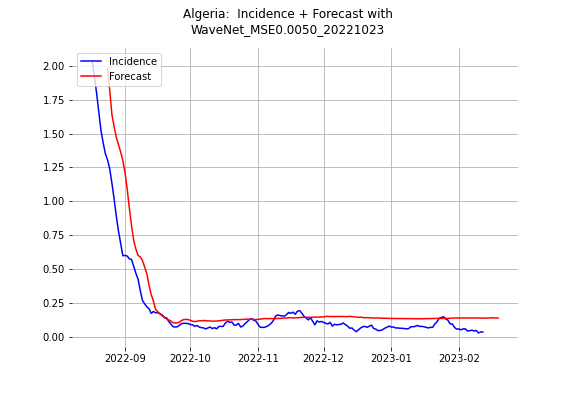 Algeria:  Incidence + Forecast with
WaveNet_MSE0.0050_20221023
Incidence
Forecast
2.00
1.75
1.50
1.25
1.00
0.75
0.50
0.25
0.00
2022-09 2022-10 2022-11 2022-12 2023-01 2023-02